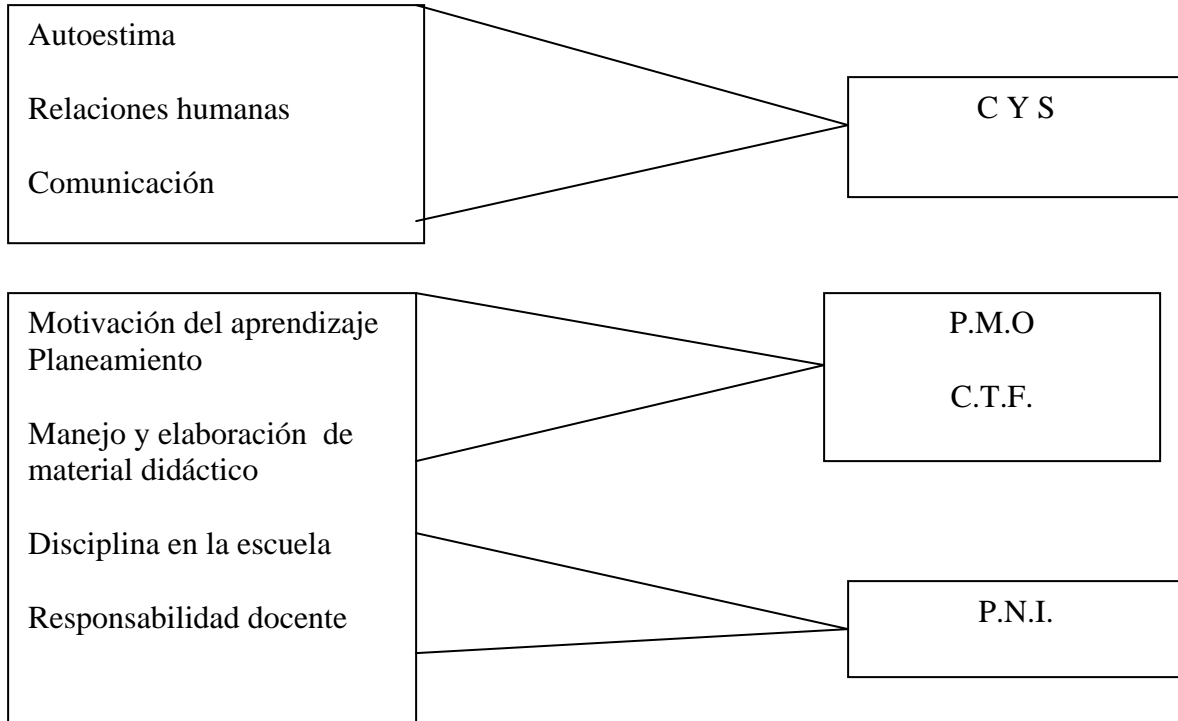 Autoestima
Relaciones humanas
Comunicación
C Y S
Motivación del aprendizaje
Planeamiento
Manejo y elaboración  de
material didáctico
Disciplina en la escuela
Responsabilidad docente
P.M.O
C.T.F.
P.N.I.